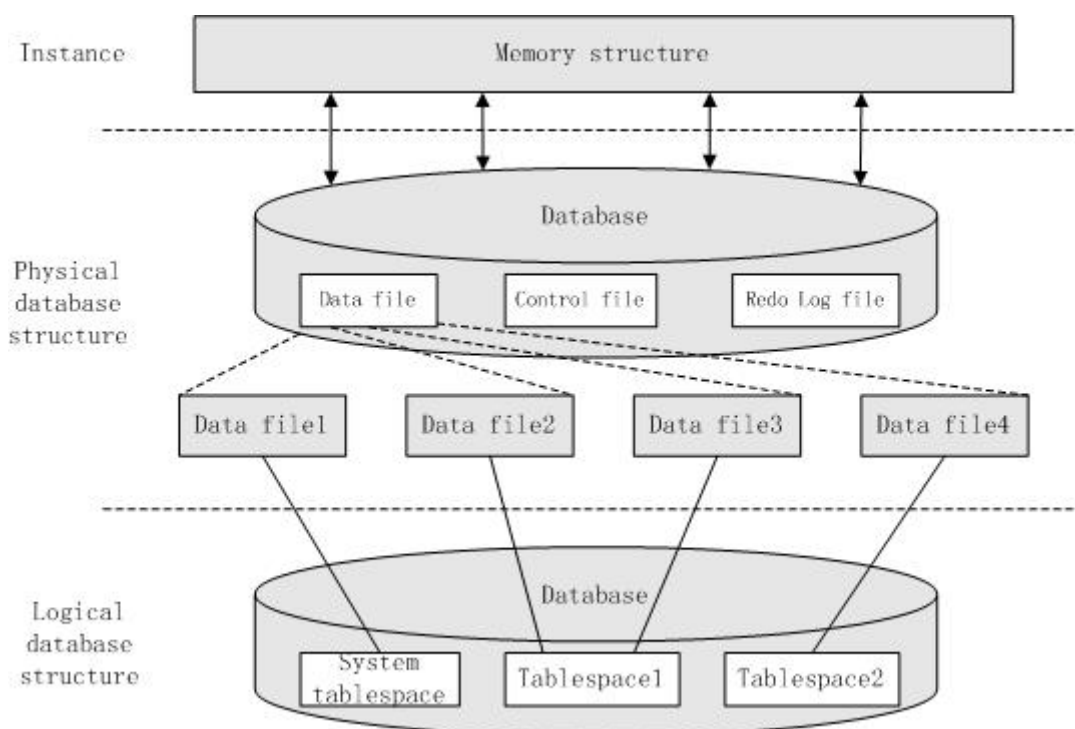 Instance
Memory structure
Database
Physical
database
structure
Data file
Control file
Redo Log file
Data file1
Data file2
Data file3
Data file4
Database
Logical
database
structure
System
tablespace
Tablespace1
Tablespace2